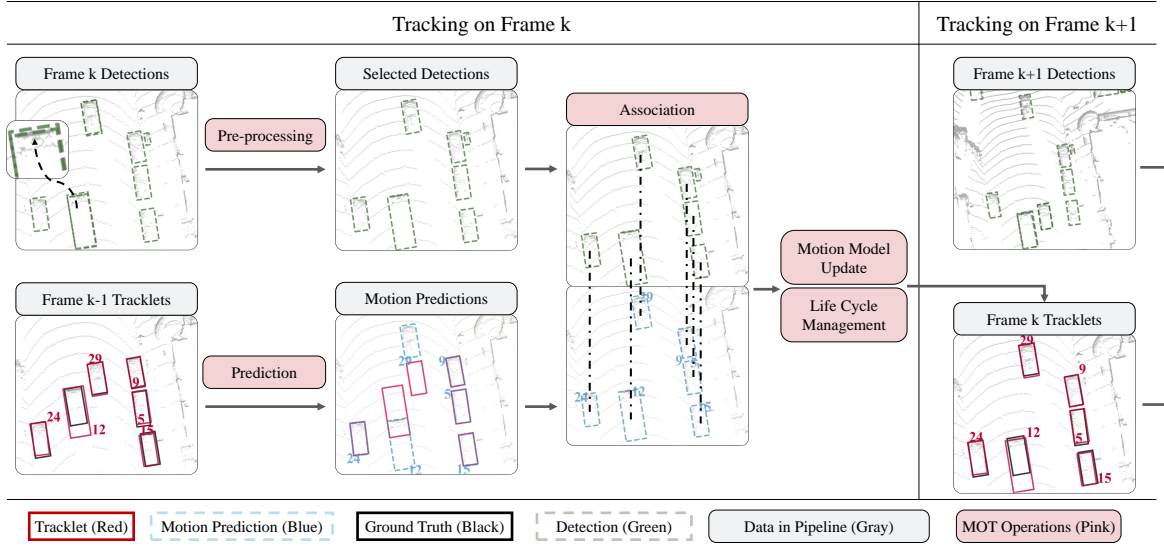 Tracking on Frame k
Tracking on Frame k+1
Frame k Detections
Pre-processing
Selected Detections
Association
Frame k+1 Detections
Frame k-1 Tracklets
29
9
24
12
5
15
Prediction
Motion Predictions
29
9
5
24
12
15
29
9
5
24
12
15
Motion Model
Update
Life Cycle
Management
Frame k Tracklets
29
9
24
12
5
15
Tracklet (Red)
Motion Prediction (Blue)
Ground Truth (Black)
Detection (Green)
Data in Pipeline (Gray)
MOT Operations (Pink)